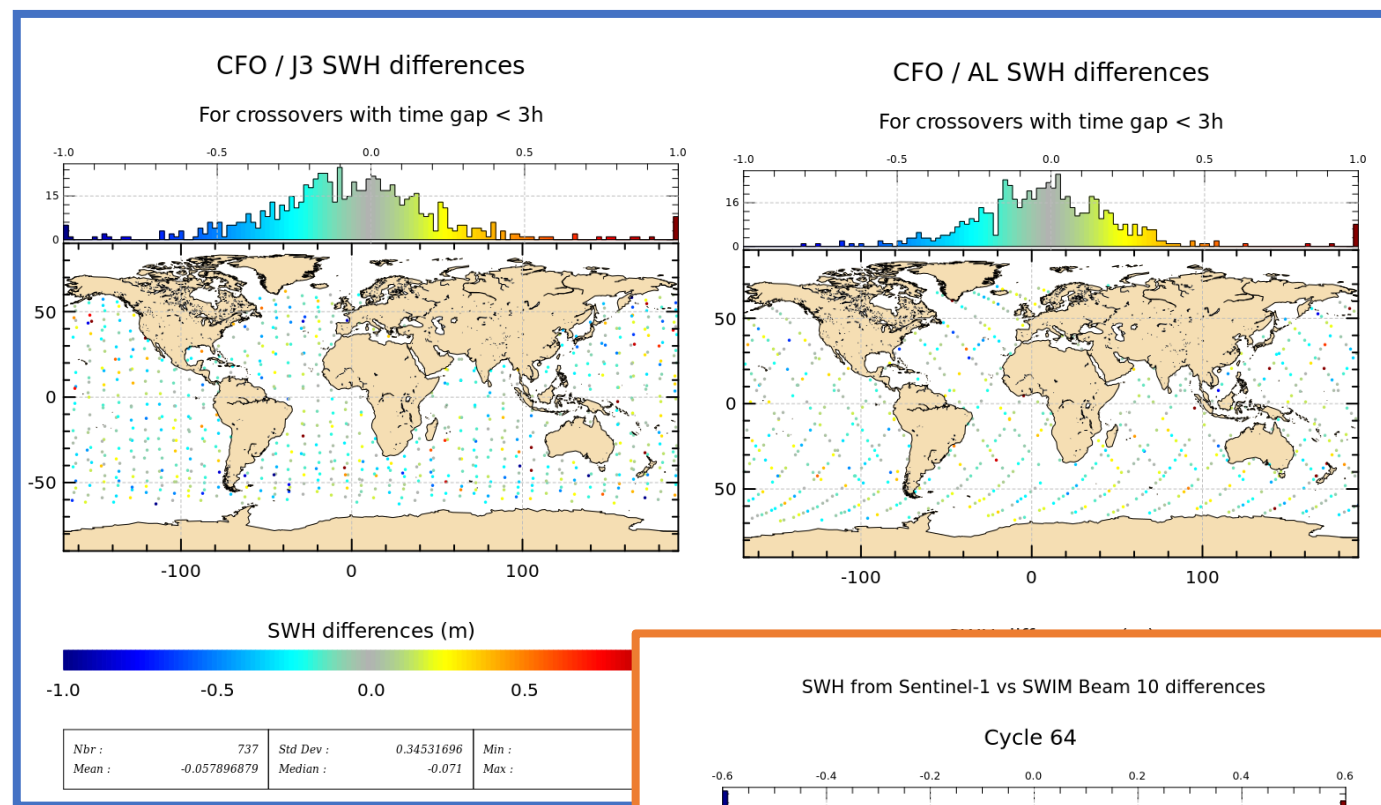 CFO / J3 SWH differences
For crossovers with time gap < 3h
-1.0 -0.5 0.0 0.5 1.0
15
0
50
0
-50
-100 0 100
SWH differences (m)
-1.0 -0.5 0.0 0.5
Nbr : 737 Std Dev : 0.34531696 Min :
Mean : -0.057896879 Median : -0.071 Max :
CFO / AL SWH differences
For crossovers with time gap < 3h
-1.0 -0.5 0.0 0.5 1.0
16
0
50
0
50
-100 0 100
SWH from Sentinel-1 vs SWIM Beam 10 differences
Cycle 64
-0.6 -0.4 -0.2 0.0 0.2 0.4 0.6